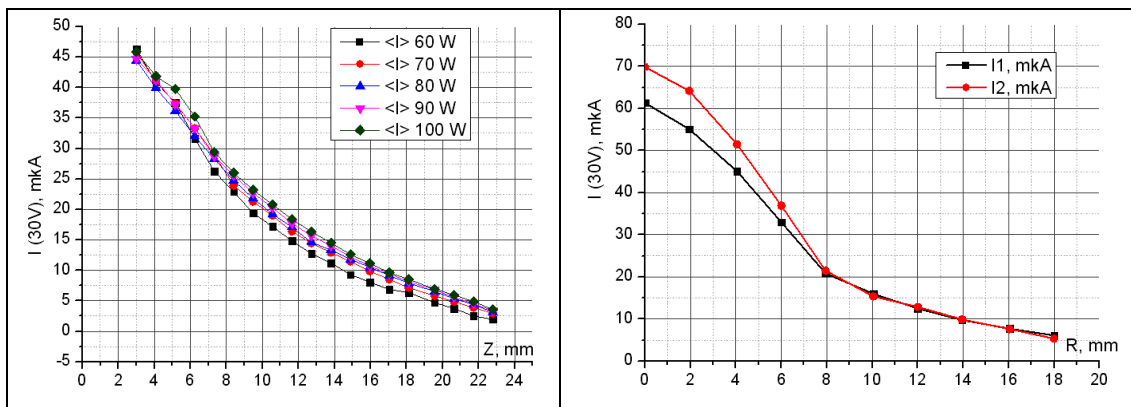 I (30V), mkA
50
45
40
35
30
25
20
15
10
5
0
-5
0 2 4 6 8 10 12 14 16 18 20 22 24
Z, mm
<I> 60 W
<I> 70 W
<I> 80 W
<I> 90 W
<I> 100 W
I (30V), mkA
80
70
60
50
40
30
20
10
0
0 2 4 6 8 10 12 14 16 18 20
R, mm
I1, mkA
I2, mkA